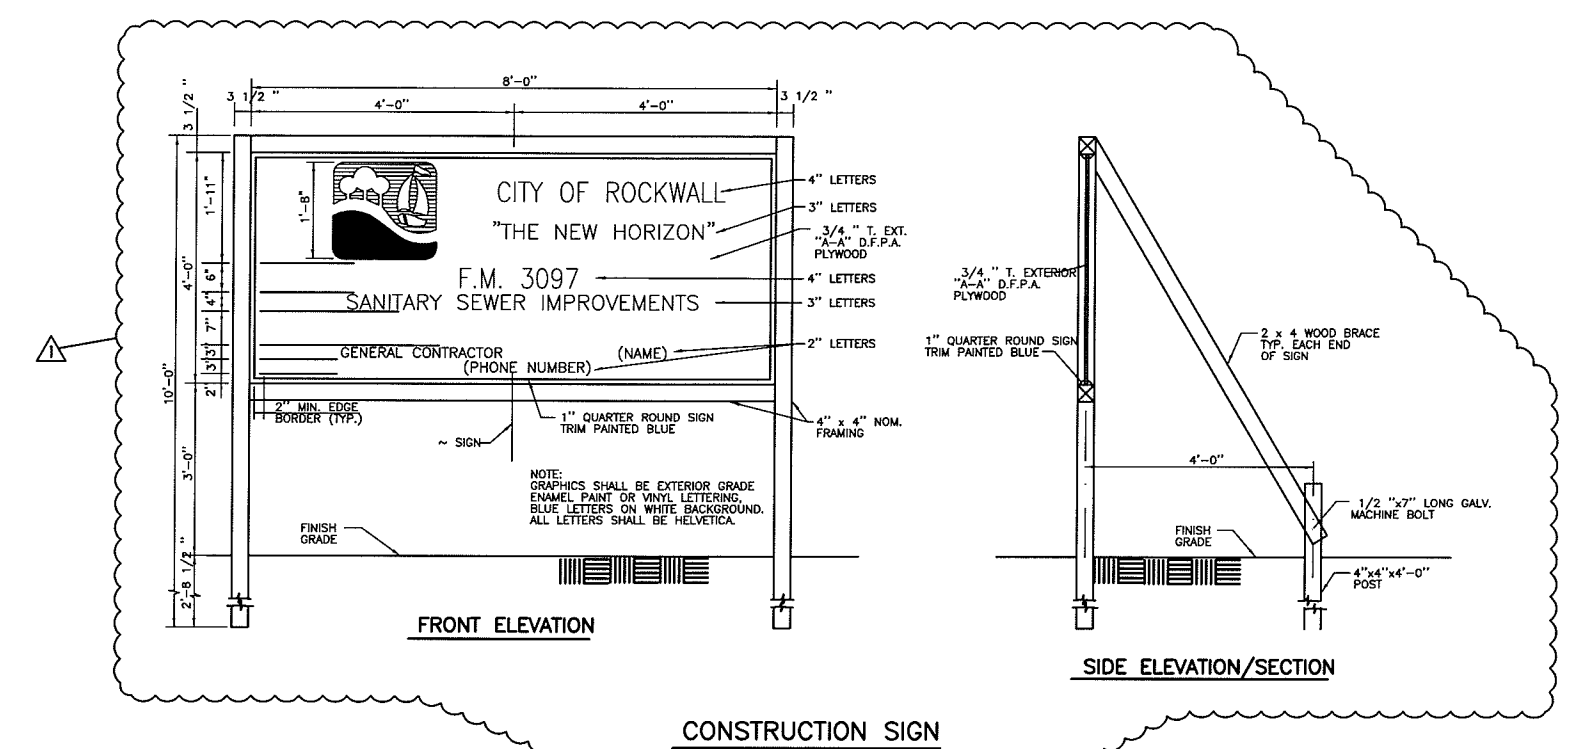 8'-0"
3 1/2 "
4'-0"
4'-0"
3 1/2 "
3 1/2 "
1'-11"
1'-8"
CITY OF ROCKWALL
4" LETTERS
"THE NEW HORIZON"
3" LETTERS
3/4 " T. EXT.
"A-A" D.F.P.A.
PLYWOOD
4'-0"
6"
F.M. 3097
4" LETTERS
4"
SANITARY SEWER IMPROVEMENTS
3" LETTERS
7"
3"
GENERAL CONTRACTOR
(NAME)
2" LETTERS
3"
(PHONE NUMBER)
2"
10'-0"
2" MIN. EDGE
BORDER (TYP.)
1" QUARTER ROUND SIGN
TRIM PAINTED BLUE
4" x 4" NOM.
FRAMING
~ SIGN
3'-0"
NOTE:
GRAPHICS SHALL BE EXTERIOR GRADE
ENAMEL PAINT OR VINYL LETTERING,
BLUE LETTERS ON WHITE BACKGROUND.
ALL LETTERS SHALL BE HELVETICA.
FINISH
GRADE
2'-8 1/2 "
FRONT ELEVATION
1
3/4 " T. EXTERIOR
"A-A" D.F.P.A.
PLYWOOD
1" QUARTER ROUND SIGN
TRIM PAINTED BLUE
2 x 4 WOOD BRACE
TYP. EACH END
OF SIGN
4'-0"
1/2 "x7" LONG GALV.
MACHINE BOLT
FINISH
GRADE
4"x4"x4'-0"
POST
SIDE ELEVATION/SECTION
CONSTRUCTION SIGN